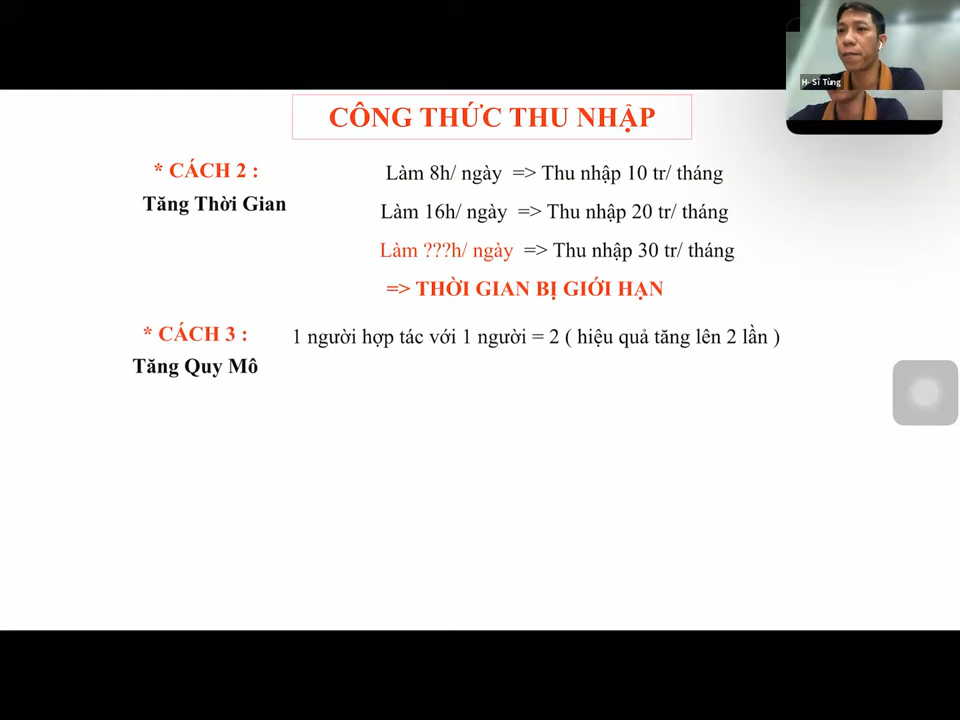 H- Sĩ Tùng
CÔNG THỨC THU NHẬP
* CÁCH 2 :
Tăng Thời Gian
Làm 8h/ ngày => Thu nhập 10 tr/ tháng
Làm 16h/ ngày => Thu nhập 20 tr/ tháng
Làm ???h/ ngày => Thu nhập 30 tr/ tháng
=> THỜI GIAN BỊ GIỚI HẠN
* CÁCH 3 :
Tăng Quy Mô
1 người hợp tác với 1 người = 2 ( hiệu quả tăng lên 2 lần )